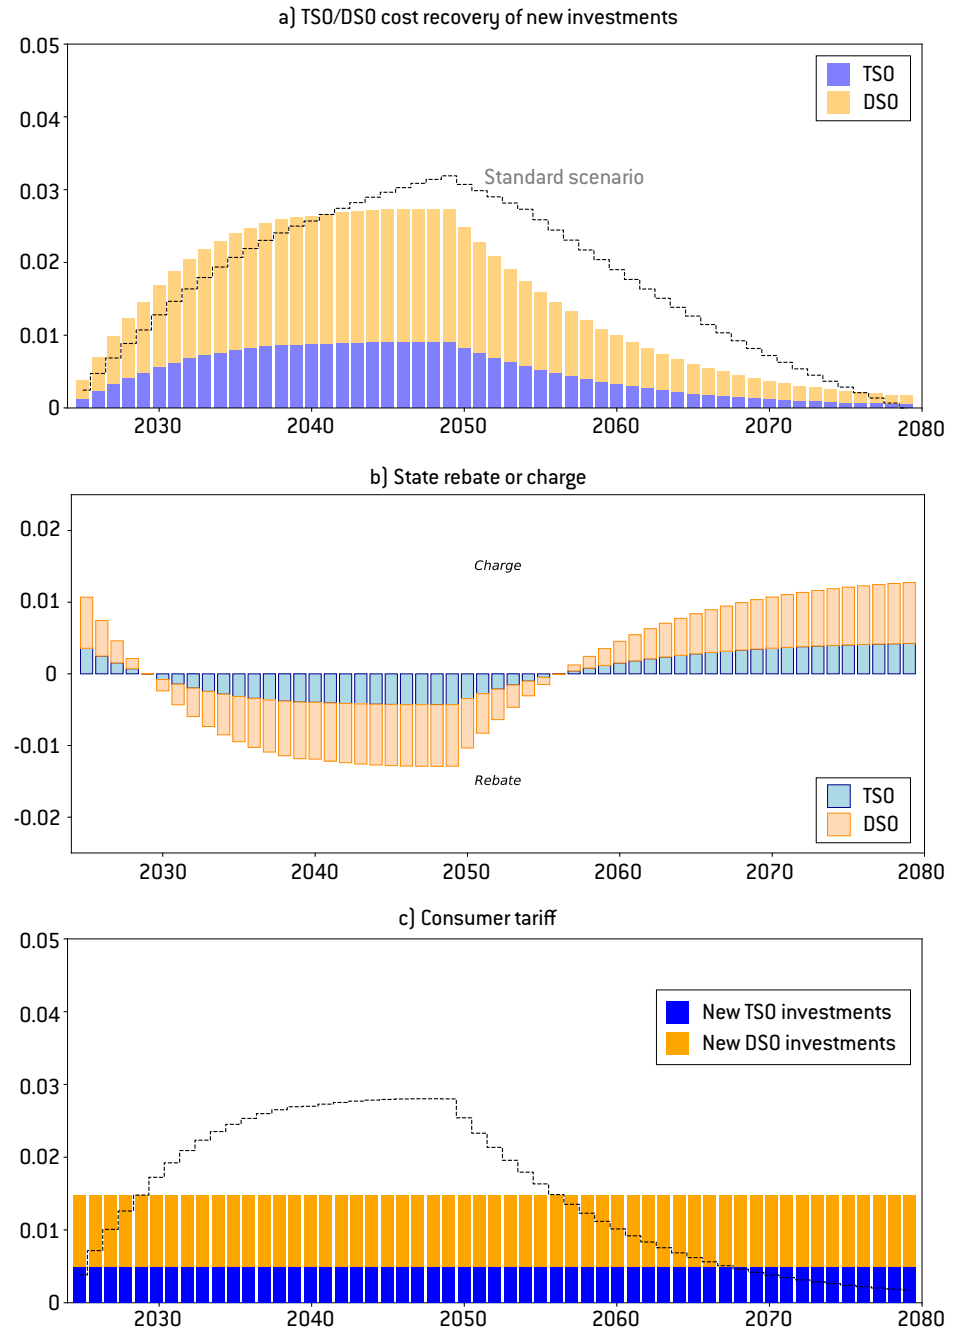 a) TSO/DSO cost recovery of new investments
0.05
TSO
DSO
0.04
0.03
Standard scenario
0.02
0.01
0
2030 2040 2050 2060 2070 2080
b) State rebate or charge
0.02
Charge
0.01
0
-0.01
Rebate
TSO
-0.02
DSO
2030 2040 2050 2060 2070 2080
c) Consumer tariff
0.05
0.04
New TSO investments
New DSO investments
0.03
0.02
0.01
0
2030 2040 2050 2060 2070 2080